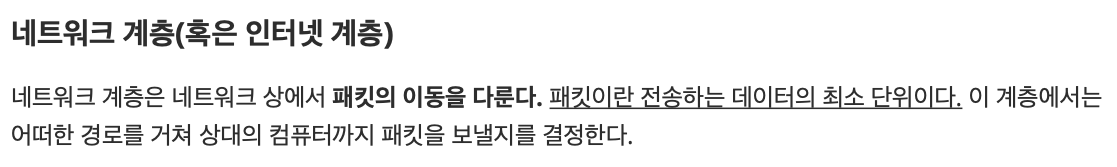 네트워크 계층(혹은 인터넷 계층)
네트워크 계층은 네트워크 상에서 패킷의 이동을 다룬다. 패킷이란 전송하는 데이터의 최소 단위이다. 이 계층에서는
어떠한 경로를 거쳐 상대의 컴퓨터까지 패킷을 보낼지를 결정한다.